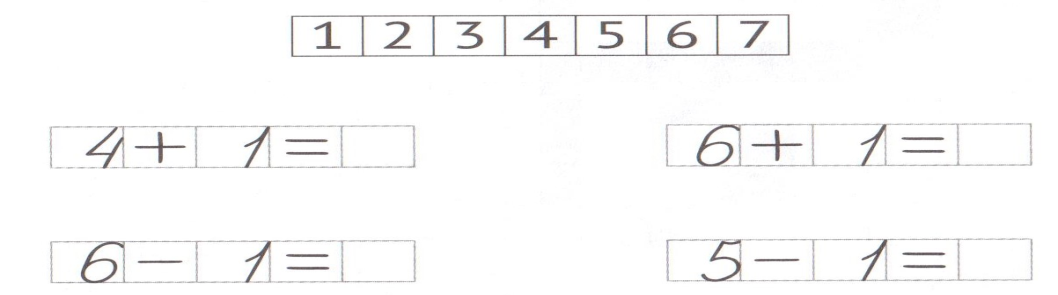 1 2 3 4 5 6 7
4 + 1 = 6 + 1 =
6 - 1 = 5 - 1 =